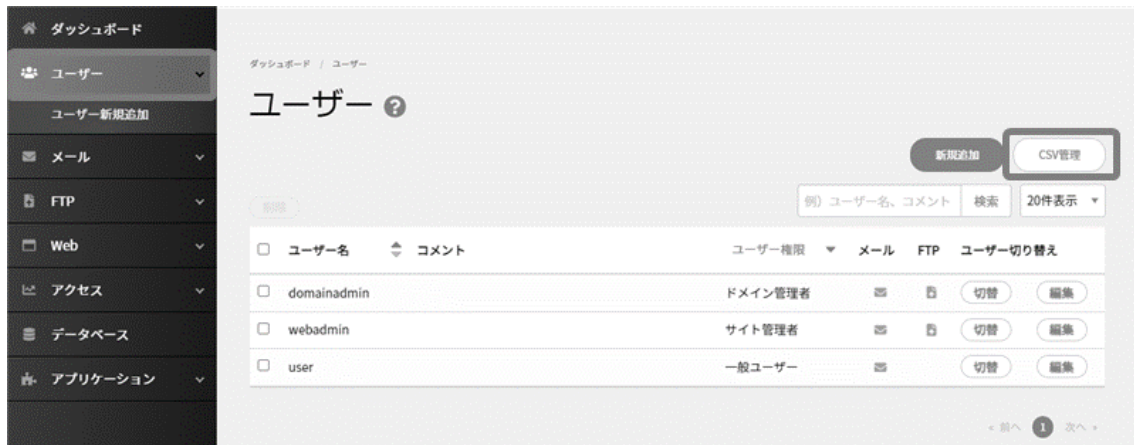 ダッシュボード
ユーザー
ユーザー新規追加
メール
FTP
Web
アクセス
データベース
アプリケーション
ダッシュボード / ユーザー
ユーザー ?
新規追加 CSV管理
削除 例）ユーザー名、コメント 検索 20件表示
ユーザー名 コメント ユーザー権限 メール FTP ユーザー切り替え
domainadmin ドメイン管理者 切替 編集
webadmin サイト管理者 切替 編集
user 一般ユーザー 切替 編集
« 前へ 1 次へ »